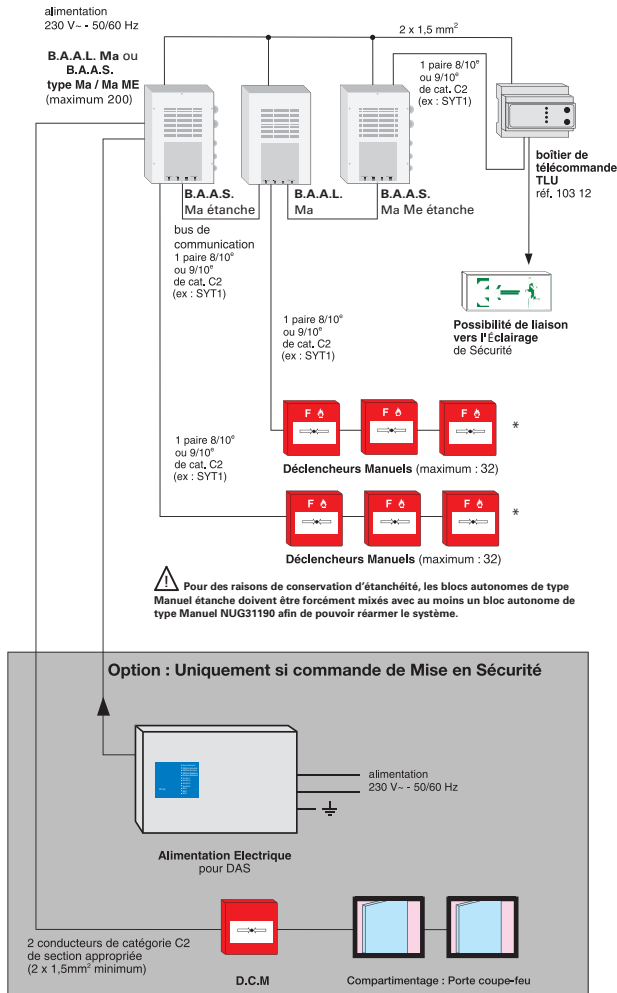 alimentation
230 V~ - 50/60 Hz
B.A.A.L. Ma ou
B.A.A.S.
type Ma / Ma ME
(maximum 200)
2 x 1,5 mm²
1 paire 8/10°
ou 9/10°
de cat. C2
(ex : SYT1)
boîtier de
télécommande
TLU
réf. 103 12
B.A.A.S.
Ma étanche
B.A.A.L.
Ma
B.A.A.S.
Ma Me étanche
bus de
communication
1 paire 8/10°
ou 9/10°
de cat. C2
(ex : SYT1)
Possibilité de liaison
vers l'Éclairage
de Sécurité
1 paire 8/10°
ou 9/10°
de cat. C2
(ex : SYT1)
F
F
F
*
Déclencheurs Manuels (maximum : 32)
1 paire 8/10°
ou 9/10°
de cat. C2
(ex : SYT1)
F
F
F
*
Déclencheurs Manuels (maximum : 32)
! Pour des raisons de conservation d'étanchéité, les blocs autonomes de type
Manuel étanche doivent être forcément mixés avec au moins un bloc autonome de
type Manuel NUG31190 afin de pouvoir réarmer le système.
Option : Uniquement si commande de Mise en Sécurité
alimentation
230 V~ - 50/60 Hz
Alimentation Electrique
pour DAS
2 conducteurs de catégorie C2
de section appropriée
(2 x 1,5mm² minimum)
D.C.M
Compartimentage : Porte coupe-feu